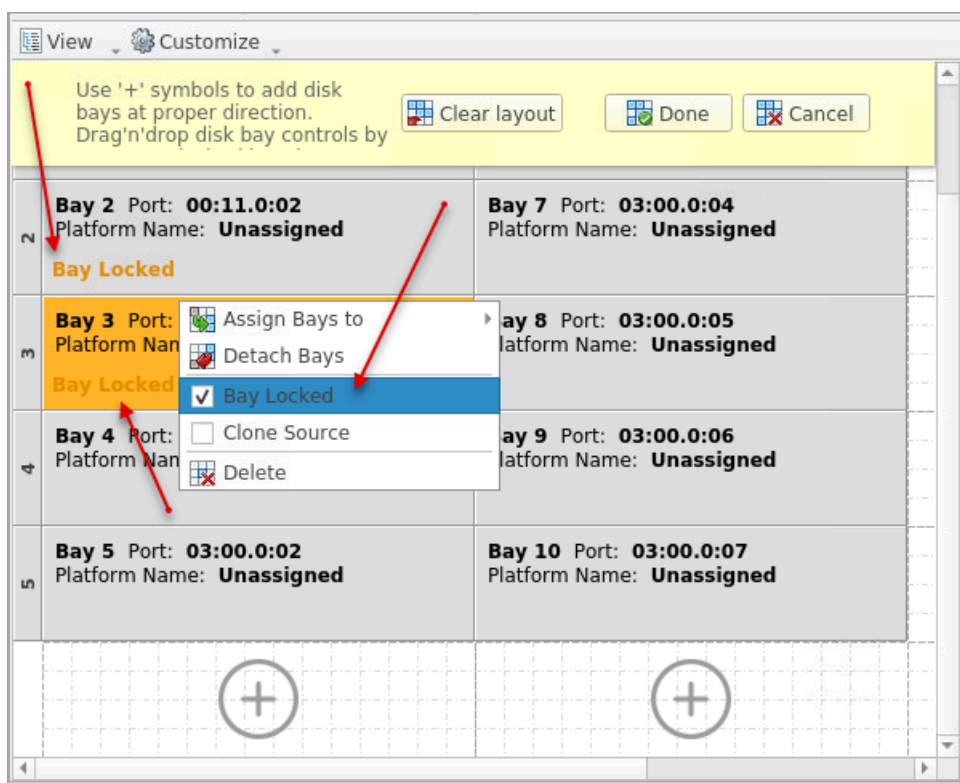 View Customize
Use '+' symbols to add disk
bays at proper direction.
Drag'n'drop disk bay controls by
Clear layout
Done
Cancel
2
Bay 2 Port: 00:11.0:02
Platform Name: Unassigned
Bay Locked
Bay 7 Port: 03:00.0:04
Platform Name: Unassigned
3
Bay 3 Port:
Platform Nan
Bay Locked
Assign Bays to
Detach Bays
Bay Locked
Clone Source
Delete
ay 8 Port: 03:00.0:05
latform Name: Unassigned
4
Bay 4 Port:
Platform Nan
ay 9 Port: 03:00.0:06
latform Name: Unassigned
5
Bay 5 Port: 03:00.0:02
Platform Name: Unassigned
Bay 10 Port: 03:00.0:07
Platform Name: Unassigned